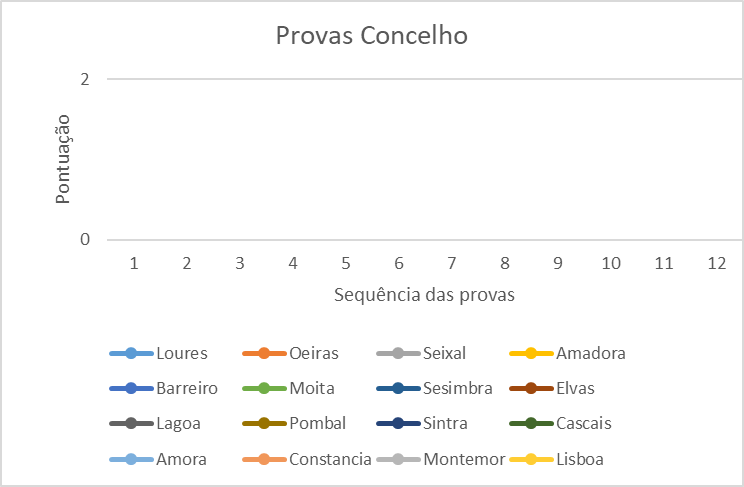 Provas Concelho
2
Pontuação
0
1 2 3 4 5 6 7 8 9 10 11 12
Sequência das provas
Loures Oeiras Seixal Amadora
Barreiro Moita Sesimbra Elvas
Lagoa Pombal Sintra Cascais
Amora Constancia Montemor Lisboa